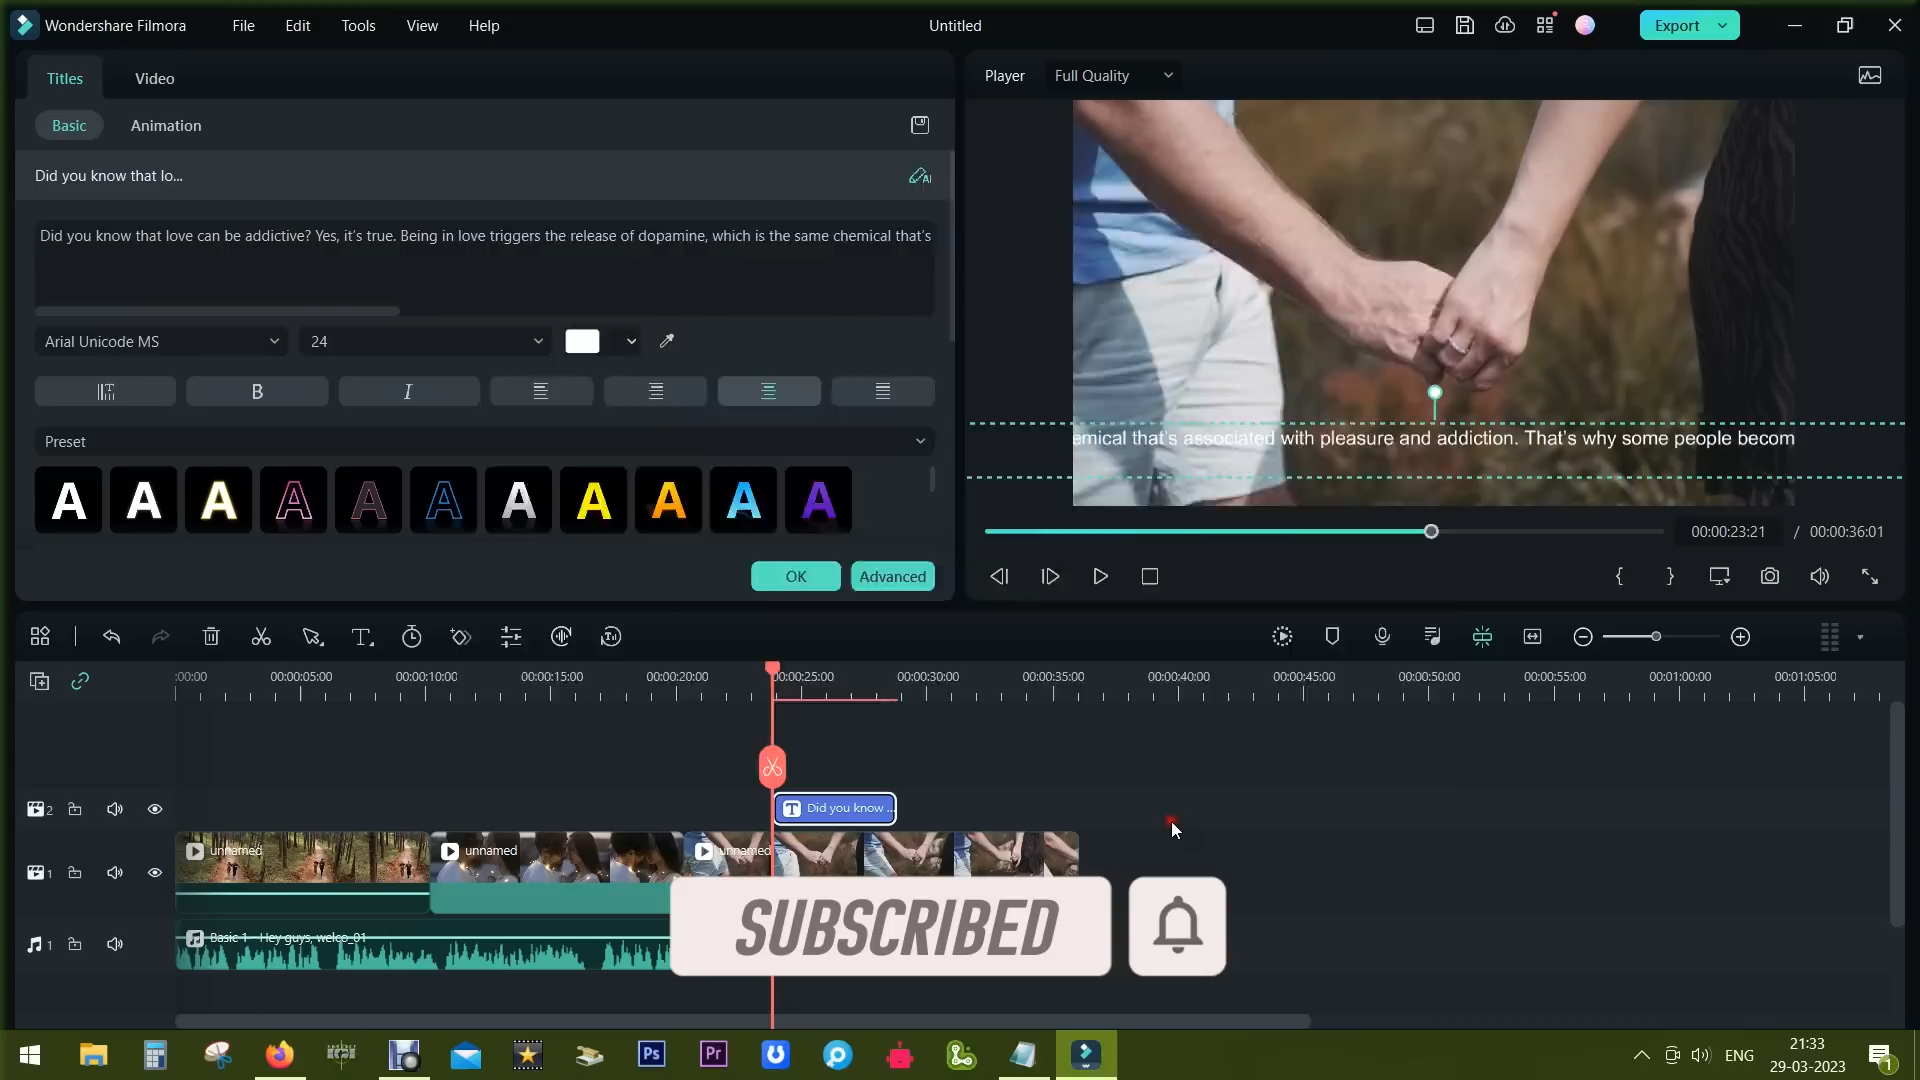 Wondershare Filmora
File
Edit
Tools
View
Help
Untitled
Export
Titles
Video
Player
Full Quality
Basic
Animation
Did you know that lo...
Did you know that love can be addictive? Yes, it's true. Being in love triggers the release of dopamine, which is the same chemical that's
Arial Unicode MS
24
B
I
Preset
A A A A A A A A A A A
OK
Advanced
emical that's associated with pleasure and addiction. That's why some people becom
00:00:23:21 / 00:00:36:01
:00:00
00:00:05:00
00:00:10:00
00:00:15:00
00:00:20:00
00:00:25:00
00:00:30:00
00:00:35:00
00:00:40:00
00:00:45:00
00:00:50:00
00:00:55:00
00:01:00:00
00:01:05:00
2
T Did you know ...
1
unnamed
unnamed
unnamed
1
Basic 1 - Hey guys, welco_01
SUBSCRIBED
Ps
Pr
ENG
21:33
29-03-2023
1